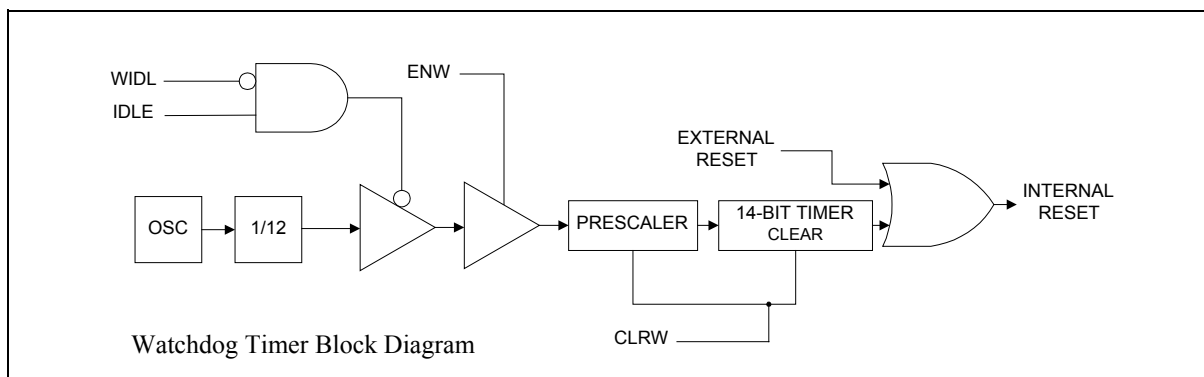 WIDL
IDLE
ENW
EXTERNAL
RESET
OSC
1/12
PRESCALER
14-BIT TIMER
CLEAR
INTERNAL
RESET
CLRW
Watchdog Timer Block Diagram